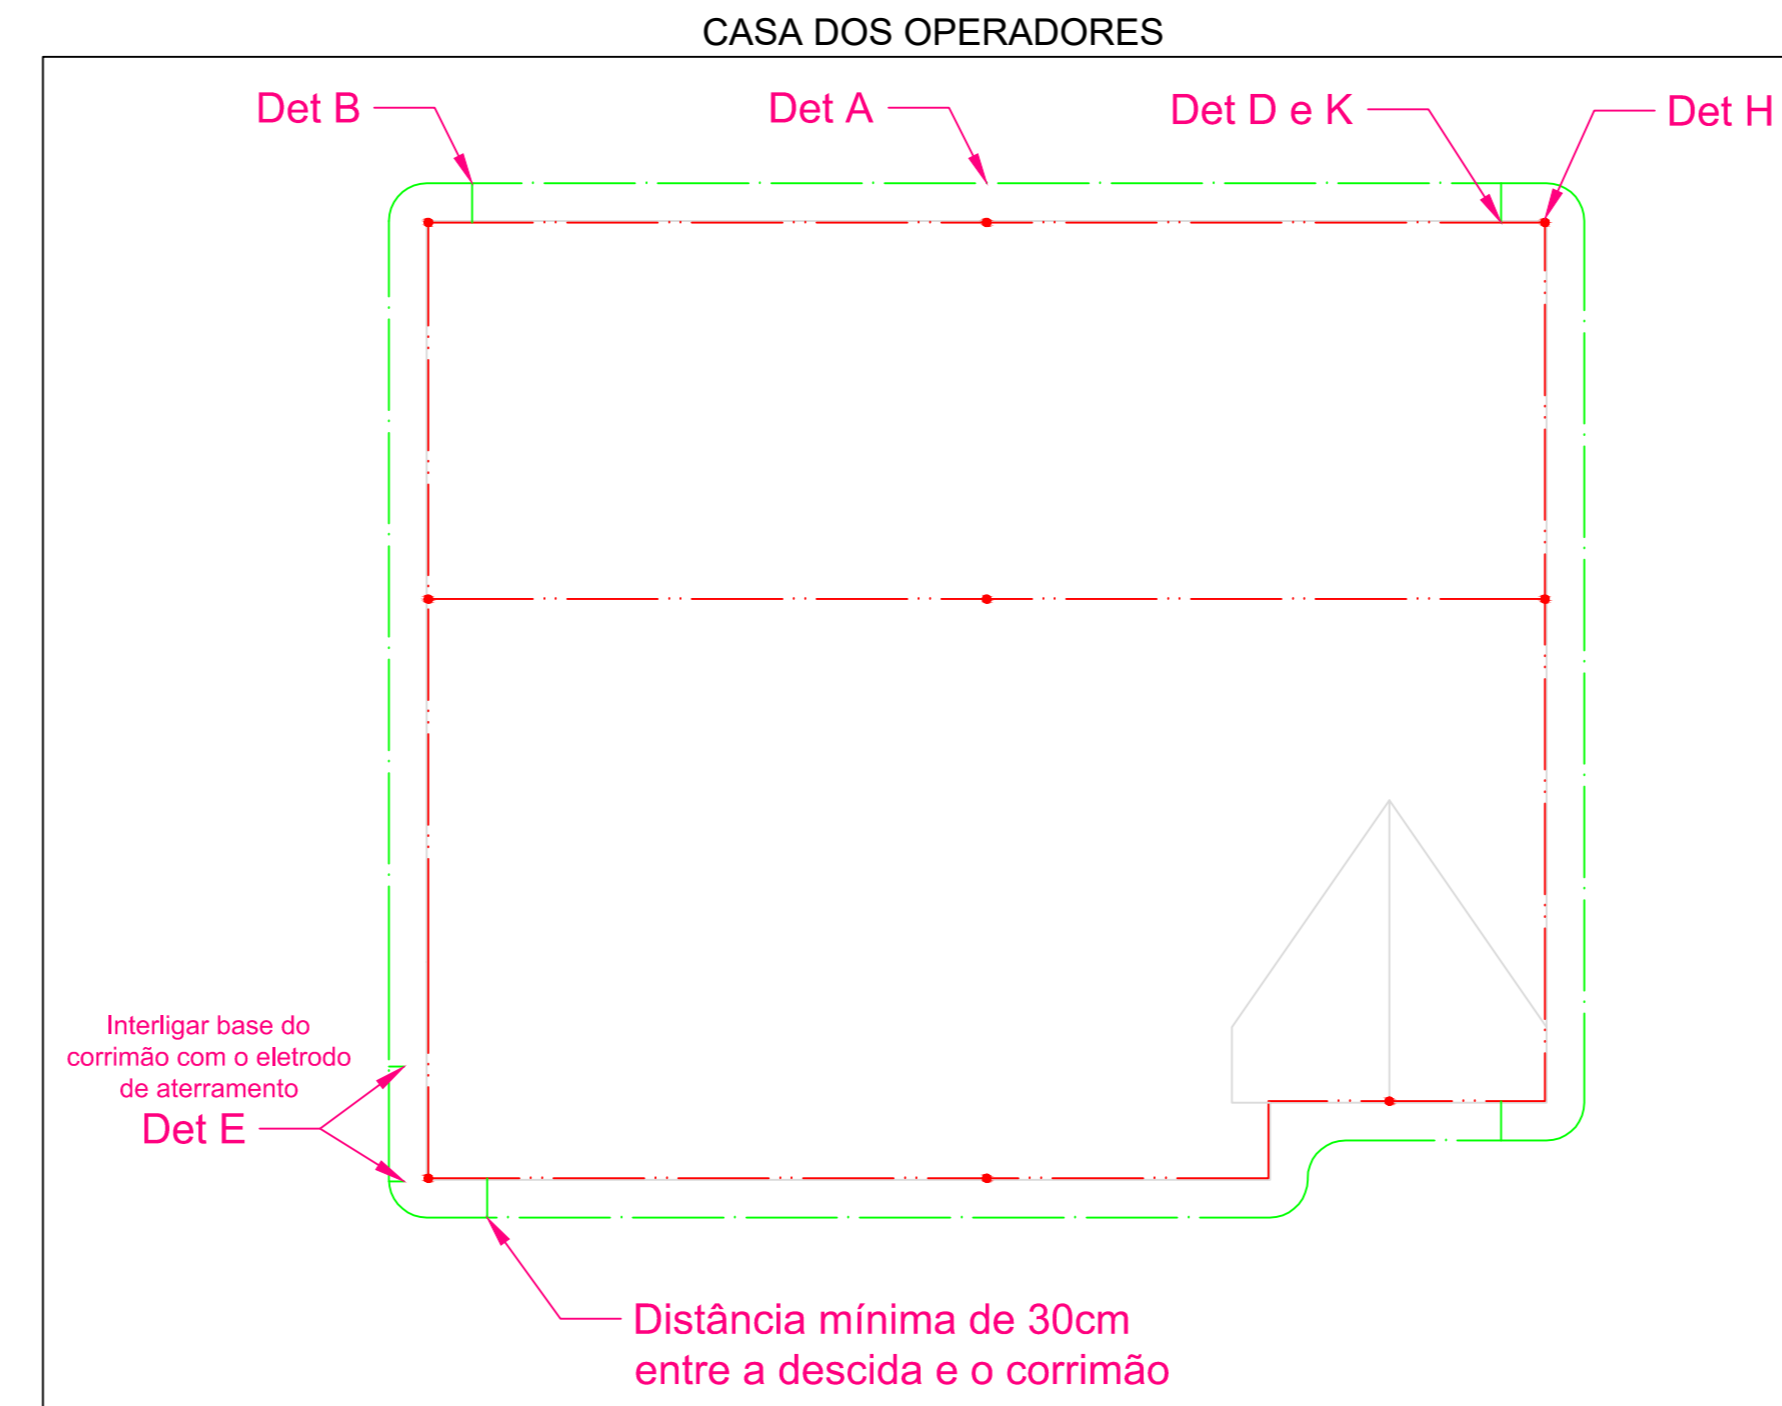 CASA DOS OPERADORES
Det B
Det A
Det D e K
Det H
Interligar base do
corrimão com o eletrodo
de aterramento
Det E
Distância mínima de 30cm
entre a descida e o corrimão